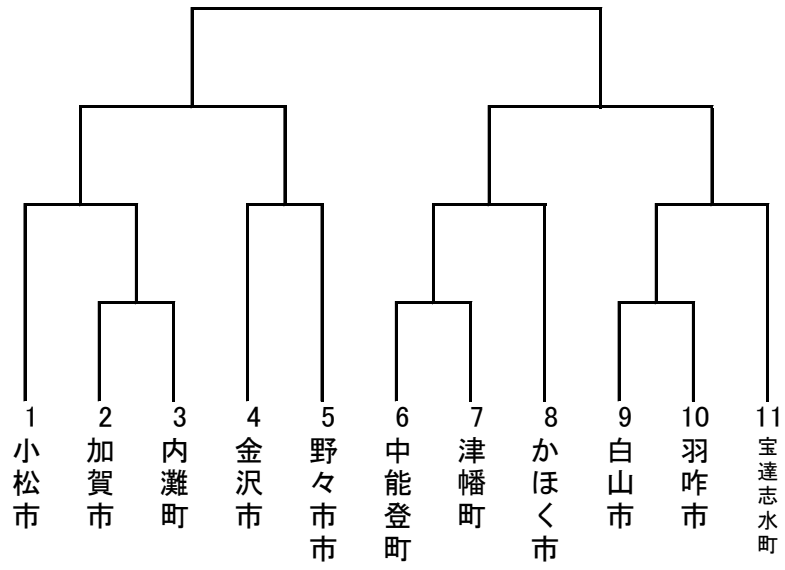 1 2 3 4 5 6 7 8 9 10 11
小松市
加賀市
内灘町
金沢市
野々市市
中能登町
津幡町
かほく市
白山市
羽咋市
宝達志水町